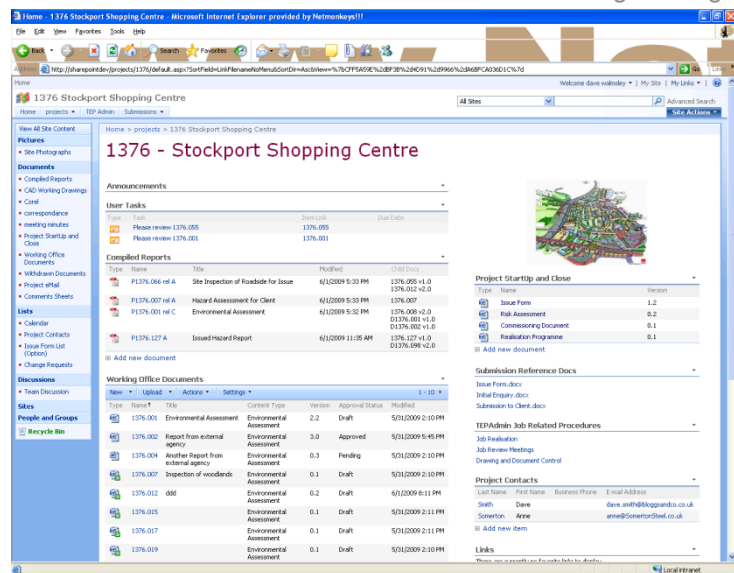 Home - 1376 Stockport Shopping Centre - Microsoft Internet Explorer provided by Netmonkeys!!!
File Edit View Favorites Tools Help
Back Search Favorites
Address http://sharepointdev/projects/1376/default.aspx?SortField=LinkFilenameNoMenu&SortDir=Asc&View=%7bCFF5A59E%2dBF3B%2d4D91%2d9966%2dA68FCA036D1C%7d Go Links
Home Welcome dave walmsley My Site My Links
1376 Stockport Shopping Centre All Sites Advanced Search
Home projects TEP Admin Submissions Site Actions
View All Site Content
Pictures
Site Photographs
Documents
Compiled Reports
CAD Working Drawings
Corel
correspondance
meeting minutes
Project StartUp and Close
Working Office Documents
Withdrawn Documents
Project eMail
Comments Sheets
Lists
Calendar
Project Contacts
Issue Form List (Option)
Change Requests
Discussions
Team Discussion
Sites
People and Groups
Recycle Bin
Home > projects > 1376 Stockport Shopping Centre
1376 - Stockport Shopping Centre
Announcements
User Tasks
Type Task Item Link Due Date
Please review 1376.055 1376.055
Please review 1376.001 1376.001
Compiled Reports
Type Name Title Modified Child Docs
P1376.066 rel A Site Inspection of Roadside for Issue 6/1/2009 5:33 PM 1376.055 v1.0
1376.012 v2.0
P1376.007 rel A Hazard Assessment for Client 6/1/2009 5:33 PM 1376.007
P1376.001 rel C Environmental Assessment 6/1/2009 5:32 PM 1376.008 v2.0
D1376.001 v1.0
D1376.002 v1.0
P1376.127 A Issued Hazard Report 6/1/2009 11:35 AM 1376.127 v1.0
D1376.098 v2.0
Add new document
Working Office Documents
New Upload Actions Settings 1 - 10
Type Name Title Content Type Version Approval Status Modified
1376.001 Environmental Assessment Environmental Assessment 2.2 Draft 5/31/2009 2:10 PM
1376.002 Report from external agency Environmental Assessment 3.0 Approved 5/31/2009 5:45 PM
1376.004 Another Report from external agency Environmental Assessment 0.3 Pending 5/31/2009 2:10 PM
1376.007 Inspection of woodlands Environmental Assessment 0.1 Draft 5/31/2009 2:10 PM
1376.012 ddd Environmental Assessment 0.2 Draft 6/1/2009 8:11 PM
1376.015 Environmental Assessment 0.1 Draft 5/31/2009 2:11 PM
1376.017 Environmental Assessment 0.1 Draft 5/31/2009 2:11 PM
1376.019 Environmental Assessment 0.1 Draft 5/31/2009 2:10 PM
Project StartUp and Close
Type Name Version
Issue Form 1.2
Risk Assessment 0.2
Commissioning Document 0.1
Realisation Programme 0.1
Add new document
Submission Reference Docs
Issue Form.docx
Initial Enquiry.docx
Submission to Client.docx
TEPAdmin Job Related Procedures
Job Realisation
Job Review Meetings
Drawing and Document Control
Project Contacts
Last Name First Name Business Phone E-mail Address
Smith Dave dave.smith@bloggsandco.co.uk
Somerton Anne anne@SomertonSteel.co.uk
Add new item
Links
Local intranet